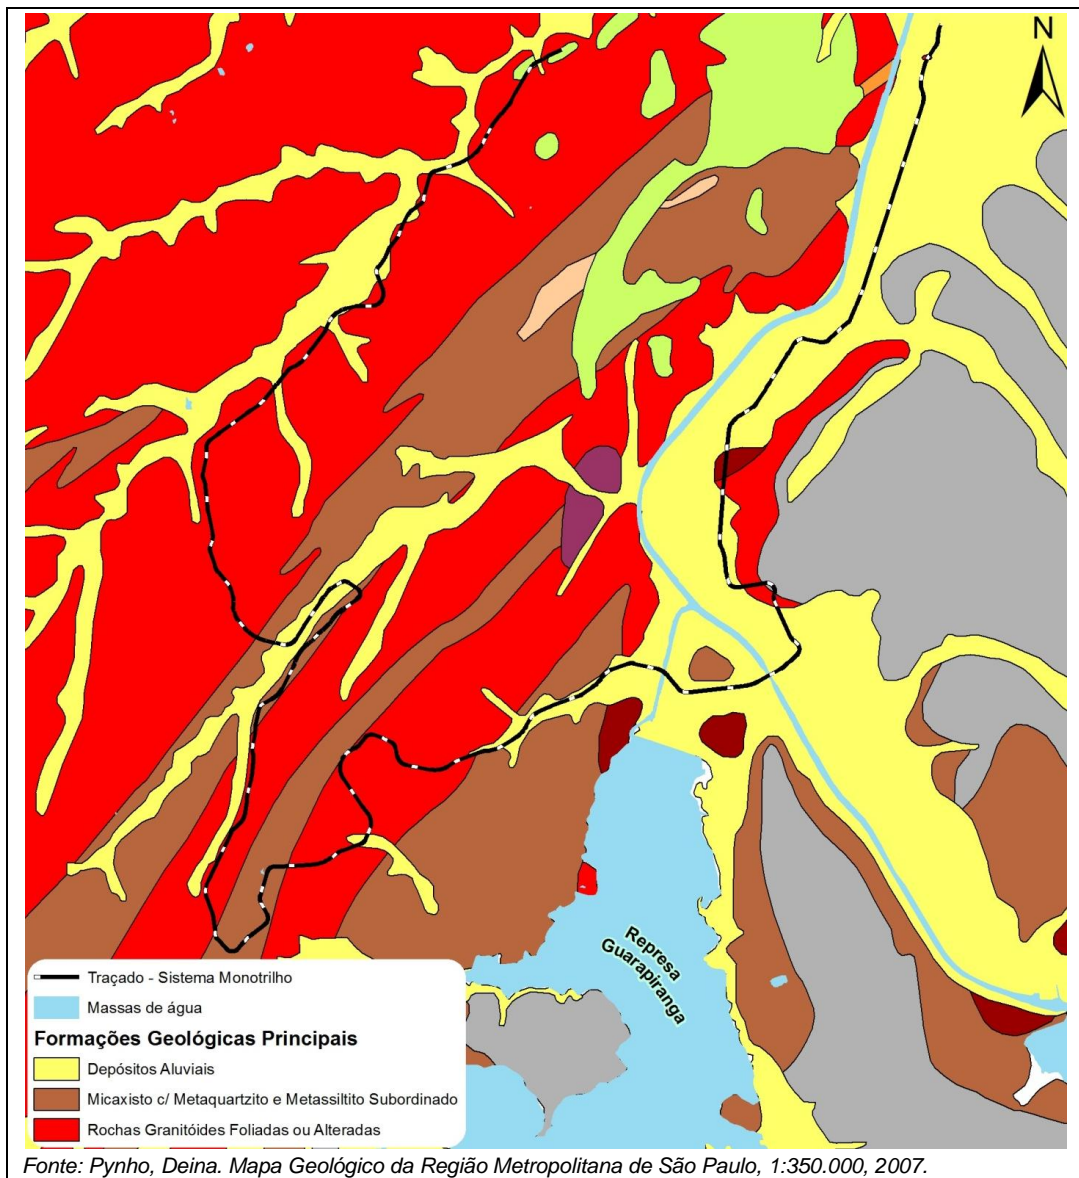 N
Represa
Guarapiranga
Traçado - Sistema Monotrilho
Massas de água
Formações Geológicas Principais
Depósitos Aluviais
Micaxisto c/ Metaquartzito e Metassiltito Subordinado
Rochas Granitóides Foliadas ou Alteradas
Fonte: Pynho, Deina. Mapa Geológico da Região Metropolitana de São Paulo, 1:350.000, 2007.